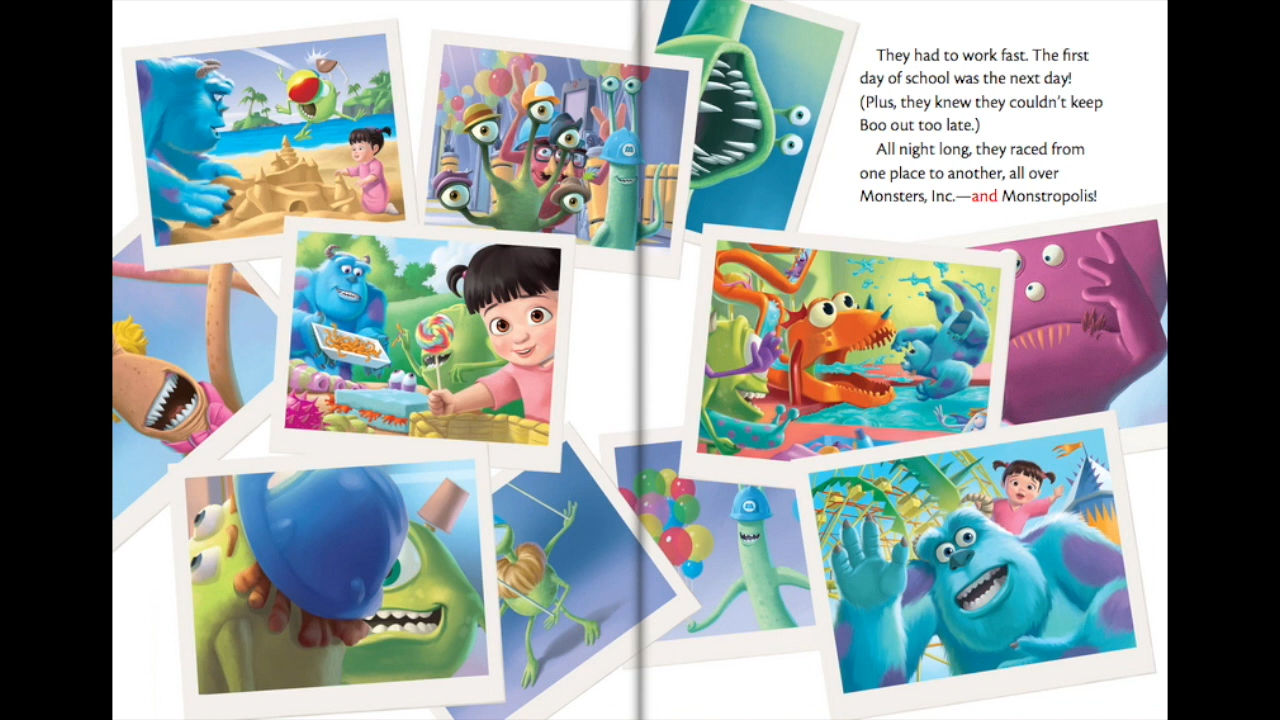 They had to work fast. The first
day of school was the next day!
(Plus, they knew they couldn't keep
Boo out too late.)
All night long, they raced from
one place to another, all over
Monsters, Inc.—and Monstropolis!